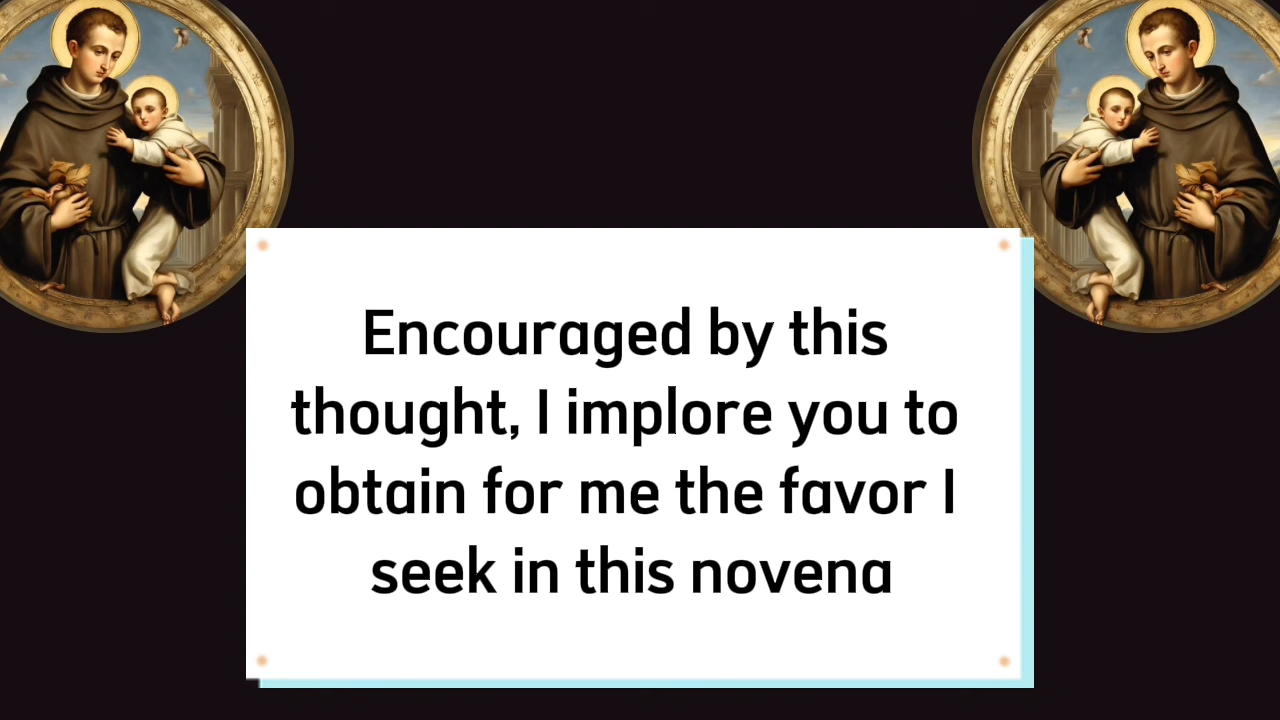 Encouraged by this
thought, I implore you to
obtain for me the favor I
seek in this novena